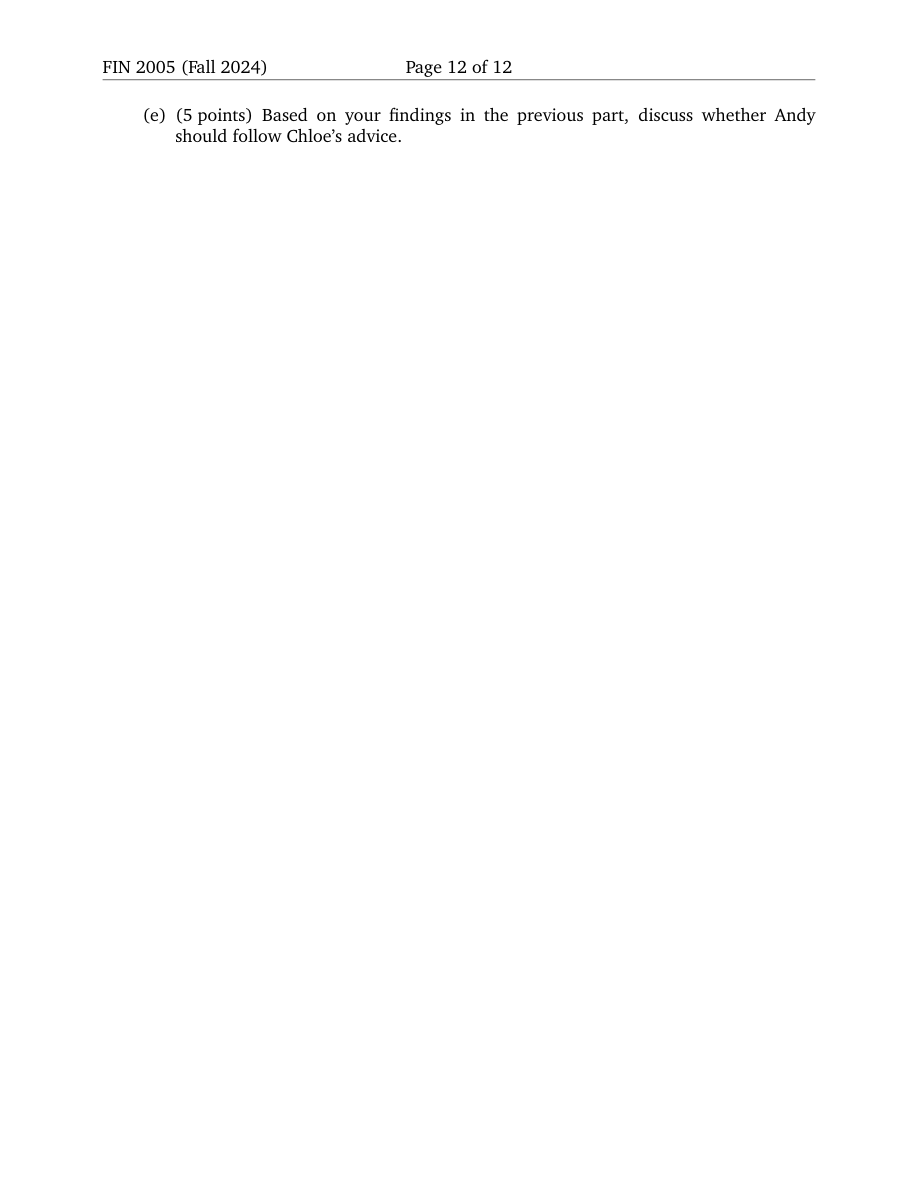 FIN 2005 (Fall 2024) Page 12 of 12
(e) (5 points) Based on your findings in the previous part, discuss whether Andy
should follow Chloe’s advice.